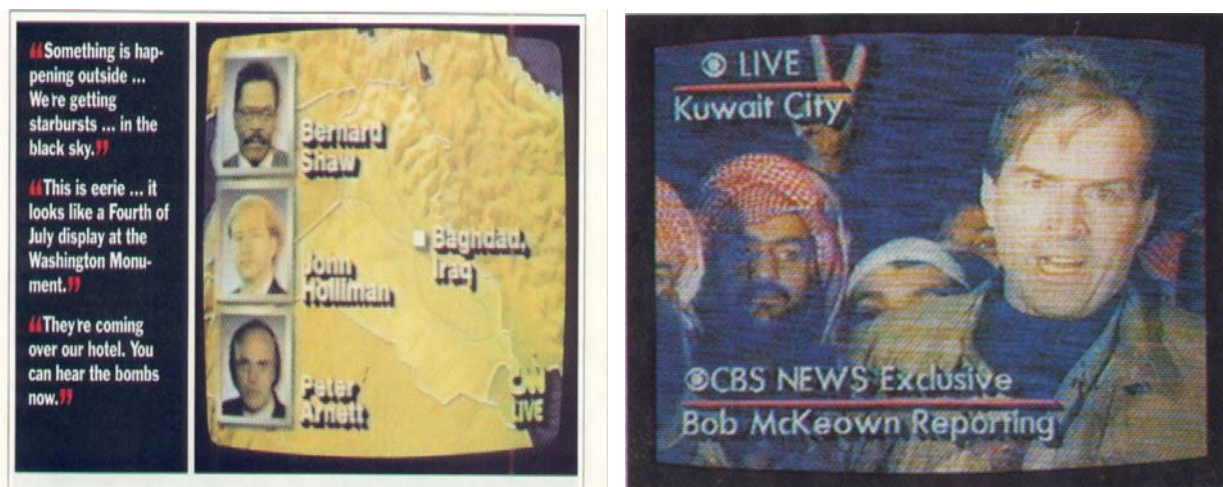 “Something is hap-
pening outside ...
We're getting
starbursts ... in the
black sky.”
“This is eerie ... it
looks like a Fourth of
July display at the
Washington Monu-
ment.”
“They're coming
over our hotel. You
can hear the bombs
now.”
Bernard
Shaw
Baghdad,
Iraq
John
Holliman
Peter
Arnett
LIVE
LIVE
Kuwait City
CBS NEWS Exclusive
Bob McKeown Reporting